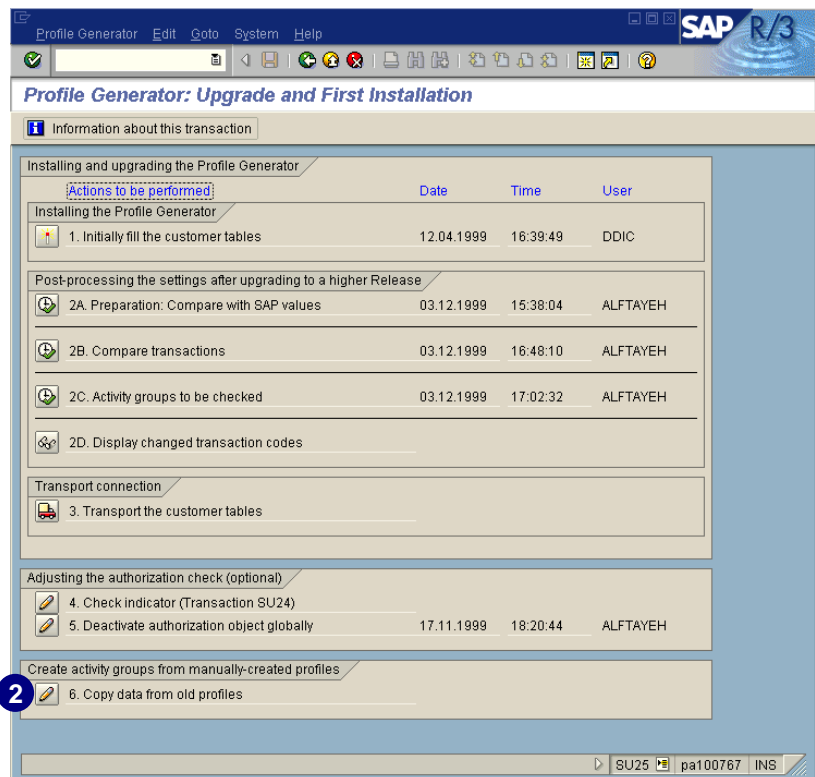 Profile Generator Edit Goto System Help
SAP R/3
Profile Generator: Upgrade and First Installation
Information about this transaction
Installing and upgrading the Profile Generator
Actions to be performed Date Time User
Installing the Profile Generator
1. Initially fill the customer tables 12.04.1999 16:39:49 DDIC
Post-processing the settings after upgrading to a higher Release
2A. Preparation: Compare with SAP values 03.12.1999 15:38:04 ALFTAYEH
2B. Compare transactions 03.12.1999 16:48:10 ALFTAYEH
2C. Activity groups to be checked 03.12.1999 17:02:32 ALFTAYEH
2D. Display changed transaction codes
Transport connection
3. Transport the customer tables
Adjusting the authorization check (optional)
4. Check indicator (Transaction SU24)
5. Deactivate authorization object globally 17.11.1999 18:20:44 ALFTAYEH
Create activity groups from manually-created profiles
2 6. Copy data from old profiles
SU25 pa100767 INS